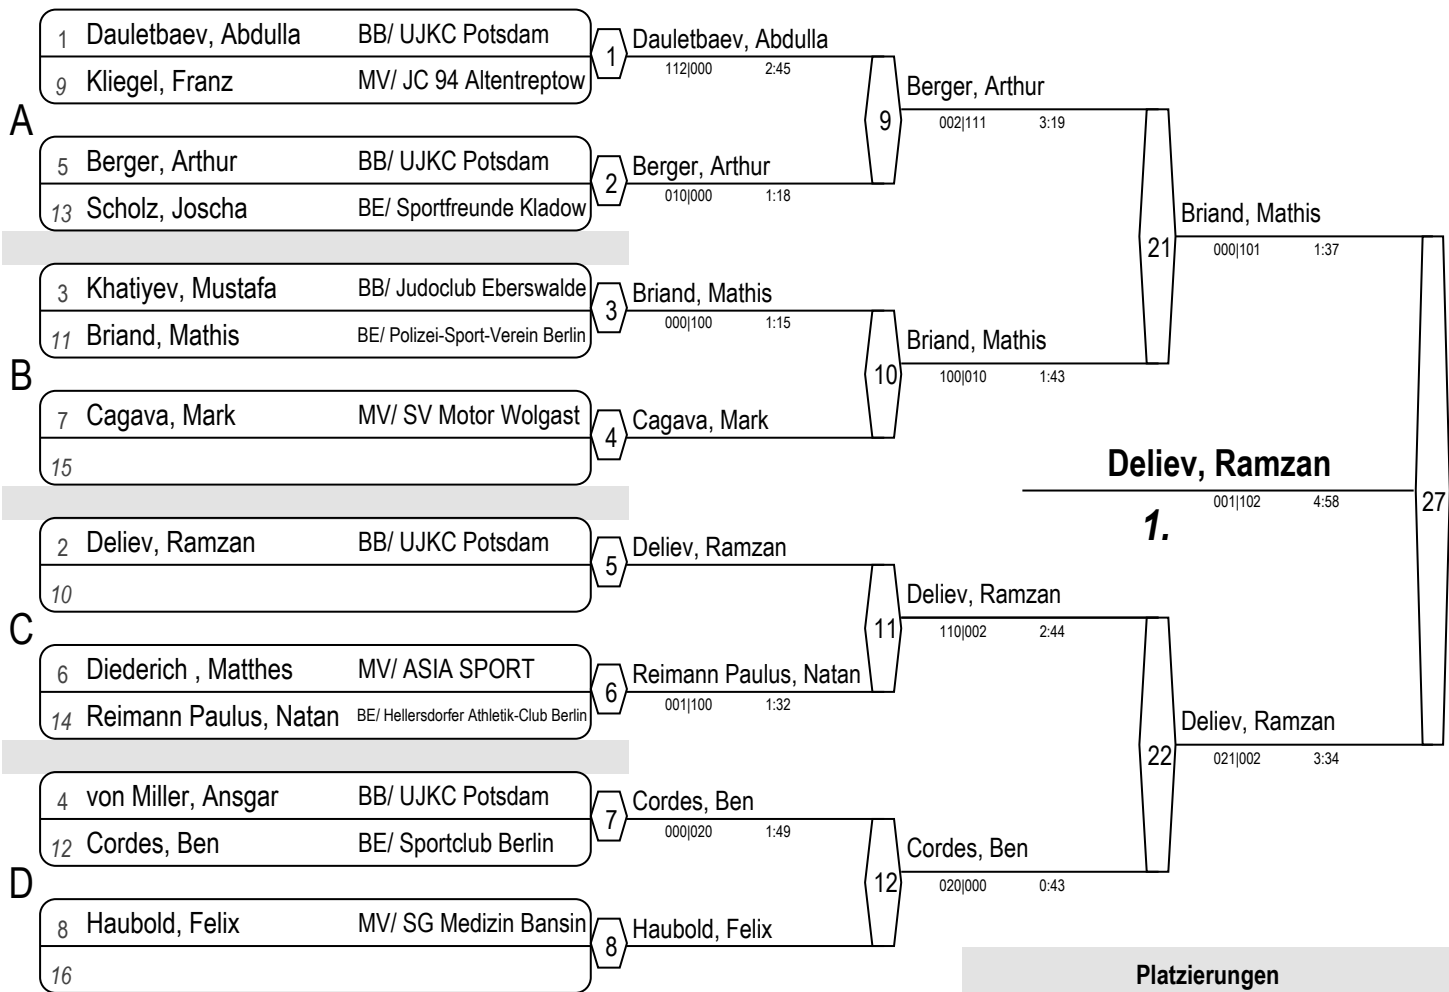 1 Dauletbaev, Abdulla BB/ UJKC Potsdam
9 Kliegel, Franz MV/ JC 94 Altentreptow
1
Dauletbaev, Abdulla
112|000 2:45
A
5 Berger, Arthur BB/ UJKC Potsdam
13 Scholz, Joscha BE/ Sportfreunde Kladow
2
Berger, Arthur
010|000 1:18
9
Berger, Arthur
002|111 3:19
3 Khatiyev, Mustafa BB/ Judoclub Eberswalde
11 Briand, Mathis BE/ Polizei-Sport-Verein Berlin
3
Briand, Mathis
000|100 1:15
B
7 Cagava, Mark MV/ SV Motor Wolgast
15
4
Cagava, Mark
10
Briand, Mathis
100|010 1:43
21
Briand, Mathis
000|101 1:37
2 Deliev, Ramzan BB/ UJKC Potsdam
10
5
Deliev, Ramzan
C
6 Diederich , Matthes MV/ ASIA SPORT
14 Reimann Paulus, Natan BE/ Hellersdorfer Athletik-Club Berlin
6
Reimann Paulus, Natan
001|100 1:32
11
Deliev, Ramzan
110|002 2:44
4 von Miller, Ansgar BB/ UJKC Potsdam
12 Cordes, Ben BE/ Sportclub Berlin
7
Cordes, Ben
000|020 1:49
D
8 Haubold, Felix MV/ SG Medizin Bansin
16
8
Haubold, Felix
12
Cordes, Ben
020|000 0:43
22
Deliev, Ramzan
021|002 3:34
27
Deliev, Ramzan
001|102 4:58
1.
Platzierungen